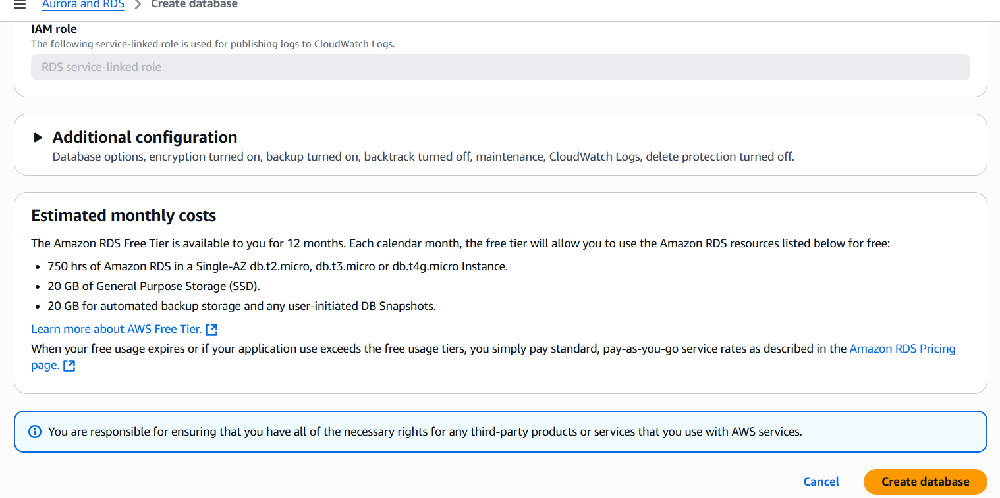 Aurora and RDS > Create database
IAM role
The following service-linked role is used for publishing logs to CloudWatch Logs.
RDS service-linked role
Additional configuration
Database options, encryption turned on, backup turned on, backtrack turned off, maintenance, CloudWatch Logs, delete protection turned off.
Estimated monthly costs
The Amazon RDS Free Tier is available to you for 12 months. Each calendar month, the free tier will allow you to use the Amazon RDS resources listed below for free:
• 750 hrs of Amazon RDS in a Single-AZ db.t2.micro, db.t3.micro or db.t4g.micro Instance.
• 20 GB of General Purpose Storage (SSD).
• 20 GB for automated backup storage and any user-initiated DB Snapshots.
Learn more about AWS Free Tier.
When your free usage expires or if your application use exceeds the free usage tiers, you simply pay standard, pay-as-you-go service rates as described in the Amazon RDS Pricing
page.
You are responsible for ensuring that you have all of the necessary rights for any third-party products or services that you use with AWS services.
Cancel Create database